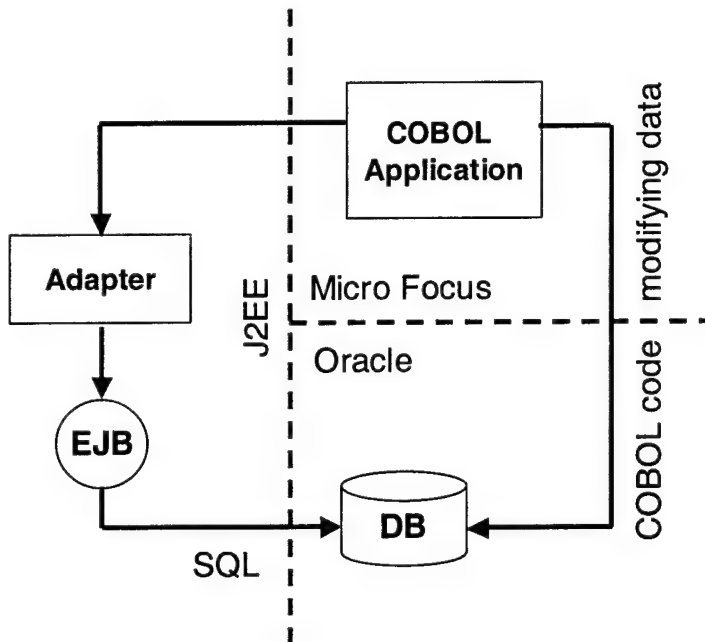 COBOL
Application
Adapter
J2EE
Micro Focus
modifying data
Oracle
COBOL code
EJB
DB
SQL